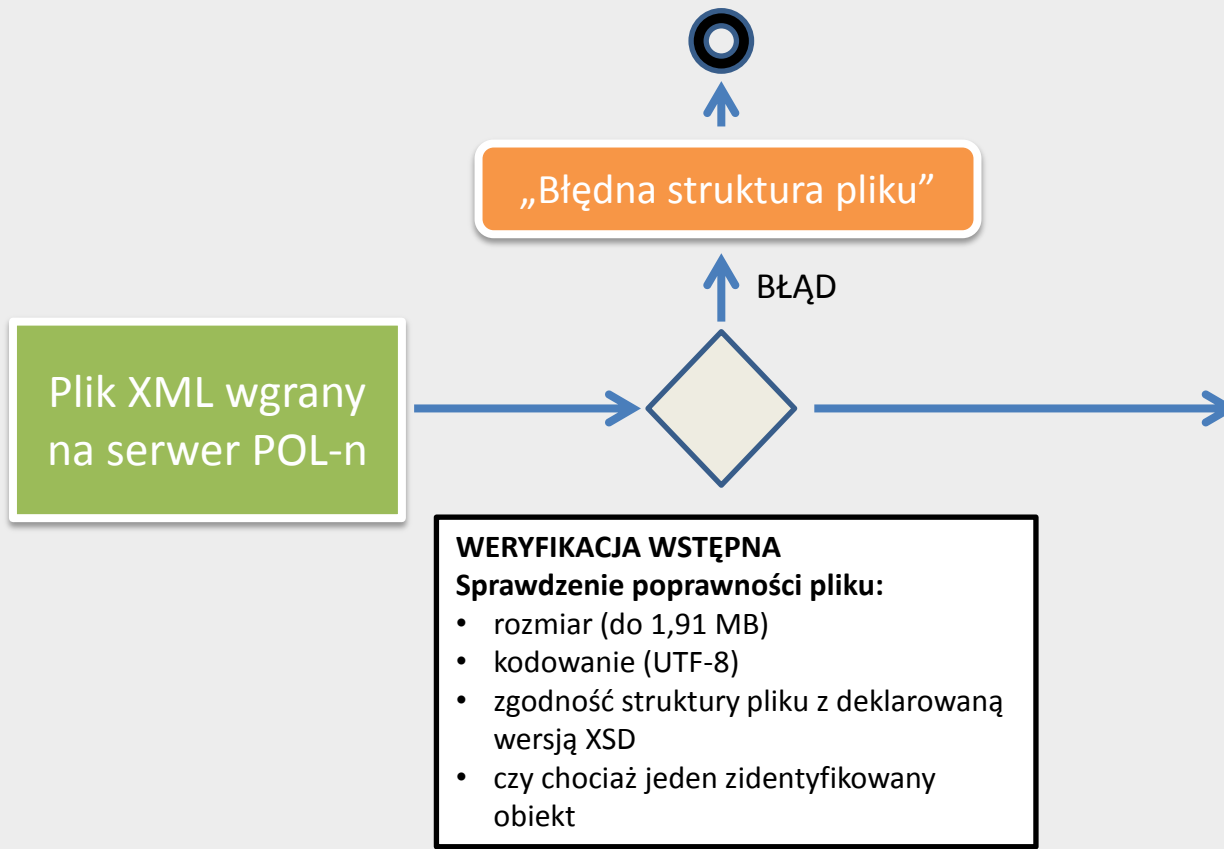 „Błędna struktura pliku”
BŁĄD
Plik XML wgrany
na serwer POL-n
WERYFIKACJA WSTĘPNA
Sprawdzenie poprawności pliku:
• rozmiar (do 1,91 MB)
• kodowanie (UTF-8)
• zgodność struktury pliku z deklarowaną
wersją XSD
• czy chociaż jeden zidentyfikowany
obiekt